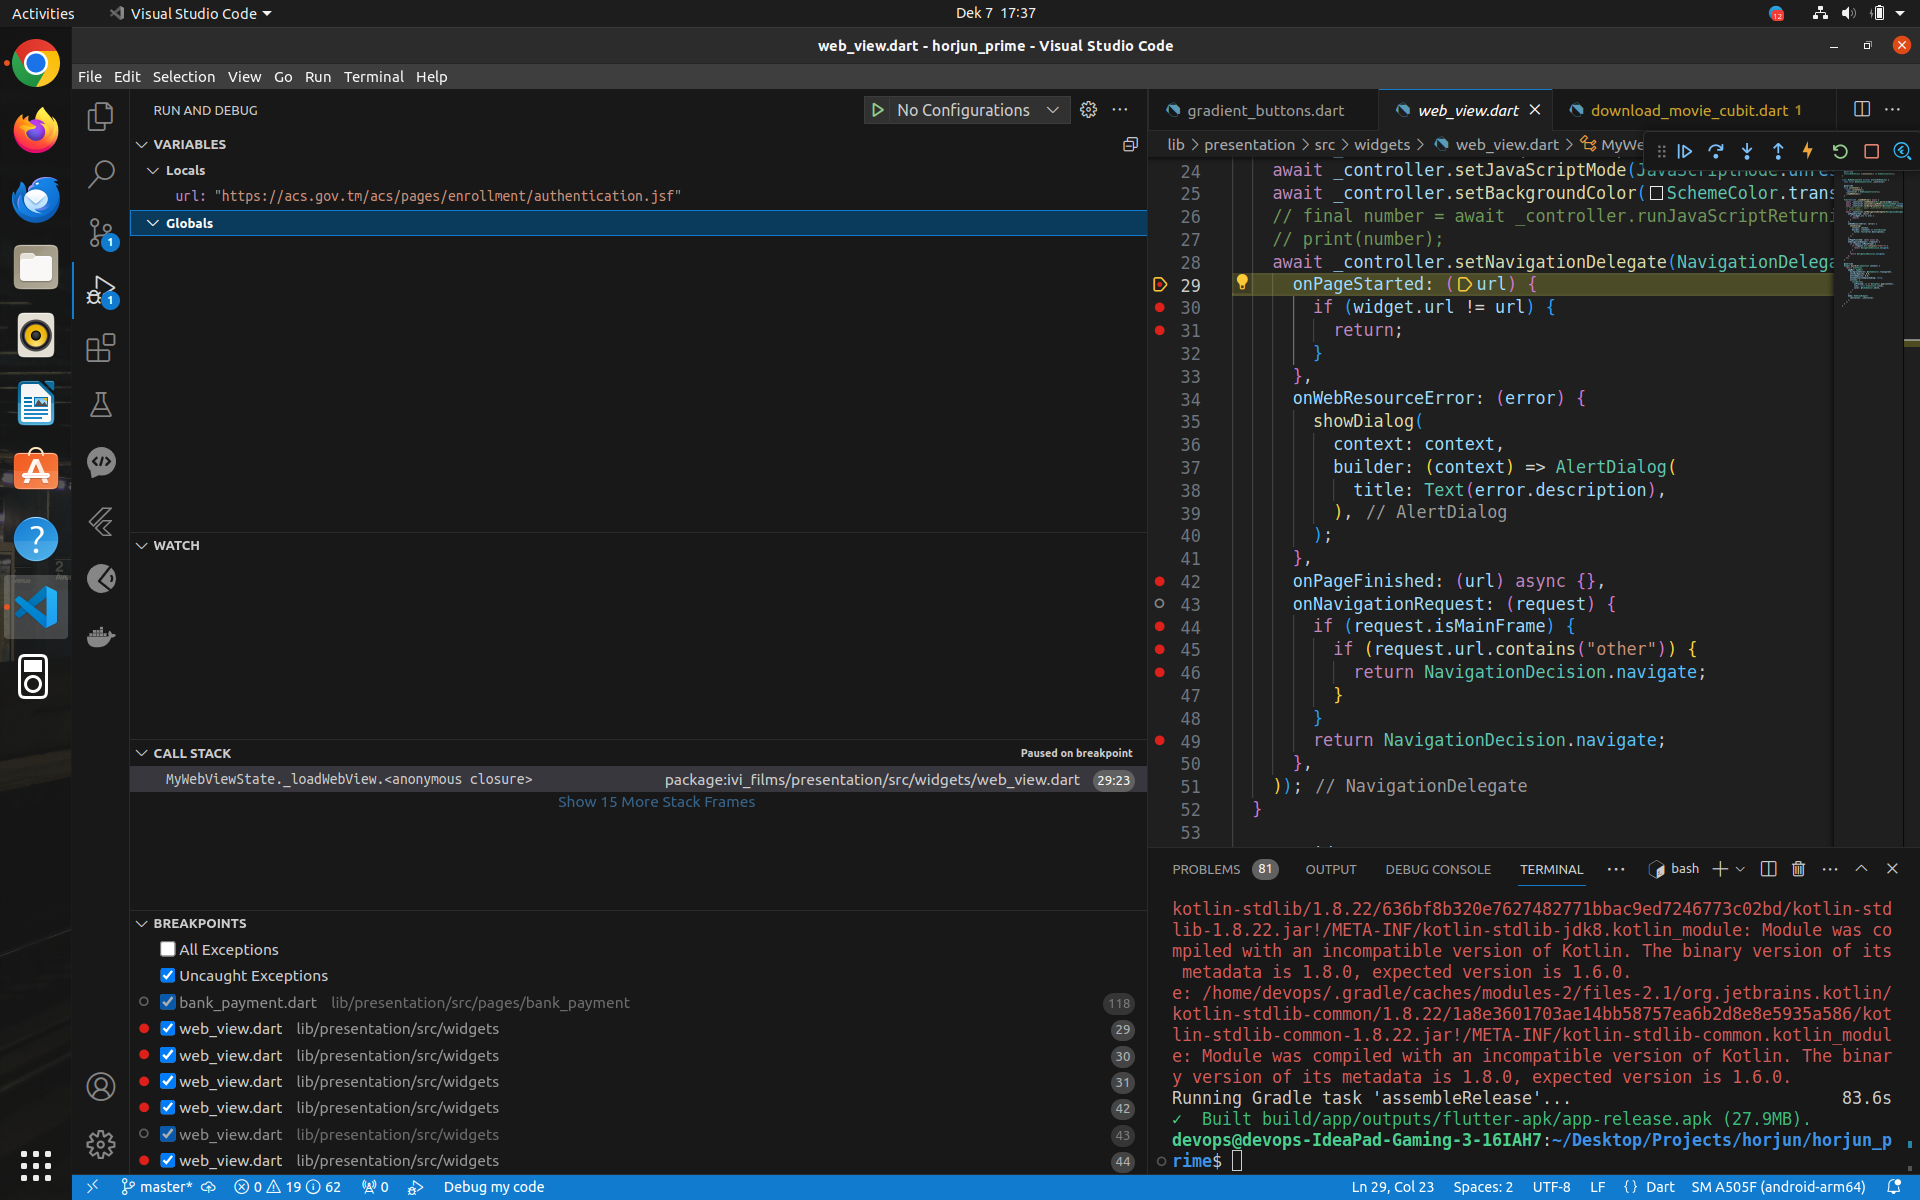 Activities
Visual Studio Code
Dek 7 17:37
12
web_view.dart - horjun_prime - Visual Studio Code
File Edit Selection View Go Run Terminal Help
RUN AND DEBUG
No Configurations
VARIABLES
Locals
url: "https://acs.gov.tm/acs/pages/enrollment/authentication.jsf"
Globals
1
1
WATCH
CALL STACK
Paused on breakpoint
MyWebViewState._loadWebView.<anonymous closure>
package:ivi_films/presentation/src/widgets/web_view.dart
29:23
Show 15 More Stack Frames
BREAKPOINTS
All Exceptions
Uncaught Exceptions
bank_payment.dart lib/presentation/src/pages/bank_payment 118
web_view.dart lib/presentation/src/widgets 29
web_view.dart lib/presentation/src/widgets 30
web_view.dart lib/presentation/src/widgets 31
web_view.dart lib/presentation/src/widgets 42
web_view.dart lib/presentation/src/widgets 43
web_view.dart lib/presentation/src/widgets 44
gradient_buttons.dart
web_view.dart
download_movie_cubit.dart 1
lib > presentation > src > widgets > web_view.dart > MyWe
24 await _controller.setJavaScriptMode(JavaScriptMode.unres
25 await _controller.setBackgroundColor(SchemeColor.trans
26 // final number = await _controller.runJavaScriptReturni
27 // print(number);
28 await _controller.setNavigationDelegate(NavigationDelega
29 onPageStarted: (url) {
30 if (widget.url != url) {
31 return;
32 }
33 },
34 onWebResourceError: (error) {
35 showDialog(
36 context: context,
37 builder: (context) => AlertDialog(
38 title: Text(error.description),
39 ), // AlertDialog
40 );
41 },
42 onPageFinished: (url) async {},
43 onNavigationRequest: (request) {
44 if (request.isMainFrame) {
45 if (request.url.contains("other")) {
46 return NavigationDecision.navigate;
47 }
48 }
49 return NavigationDecision.navigate;
50 },
51 )); // NavigationDelegate
52 }
53
PROBLEMS 81 OUTPUT DEBUG CONSOLE TERMINAL
bash
kotlin-stdlib/1.8.22/636bf8b320e7627482771bbac9ed7246773c02bd/kotlin-std
lib-1.8.22.jar!/META-INF/kotlin-stdlib-jdk8.kotlin_module: Module was co
mpiled with an incompatible version of Kotlin. The binary version of its
metadata is 1.8.0, expected version is 1.6.0.
e: /home/devops/.gradle/caches/modules-2/files-2.1/org.jetbrains.kotlin/
kotlin-stdlib-common/1.8.22/1a8e3601703ae14bb58757ea6b2d8e8e5935a586/kot
lin-stdlib-common-1.8.22.jar!/META-INF/kotlin-stdlib-common.kotlin_modul
e: Module was compiled with an incompatible version of Kotlin. The binar
y version of its metadata is 1.8.0, expected version is 1.6.0.
Running Gradle task 'assembleRelease'... 83.6s
✓ Built build/app/outputs/flutter-apk/app-release.apk (27.9MB).
devops@devops-IdeaPad-Gaming-3-16IAH7:~/Desktop/Projects/horjun/horjun_p
rime$
master* 0 19 62 0 Debug my code
Ln 29, Col 23 Spaces: 2 UTF-8 LF {} Dart SM A505F (android-arm64)